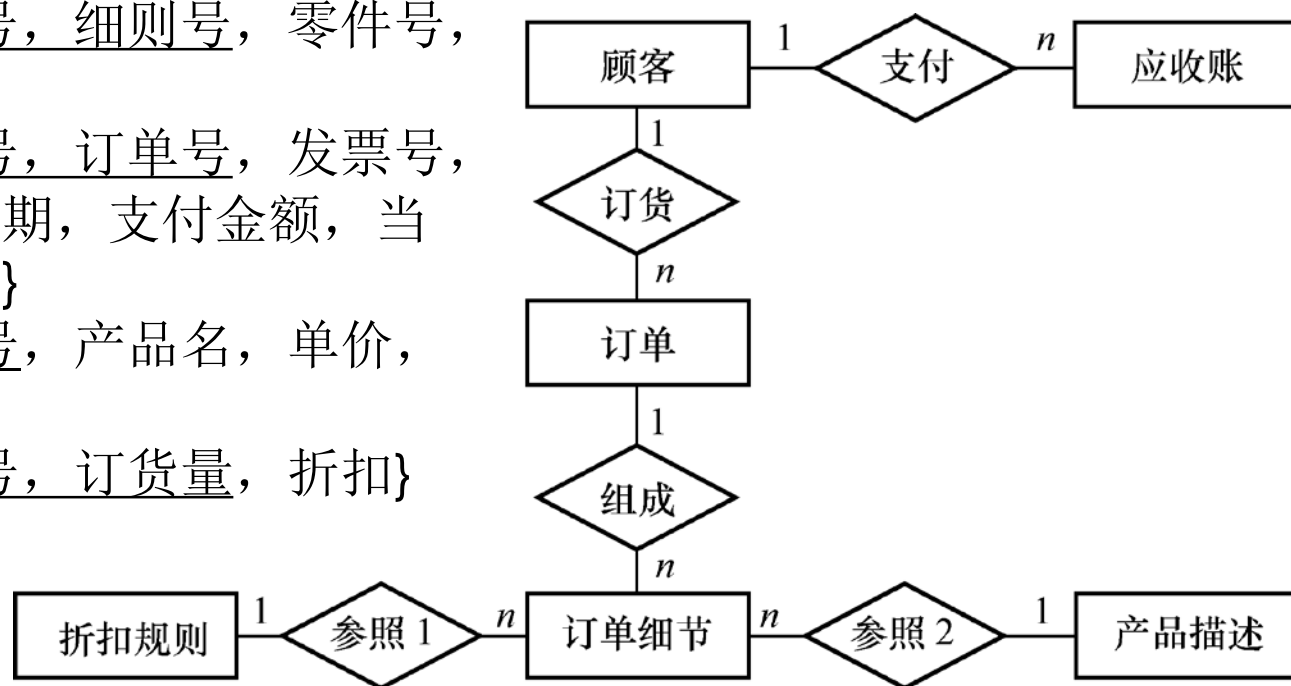 号，细则号，零件号，
号，订单号，发票号，
期，支付金额，当
}
号，产品名，单价，
号，订货量，折扣}
顾客
1
支付
n
应收账
1
订货
n
订单
1
组成
n
折扣规则
1
参照1
n
订单细节
n
参照2
1
产品描述